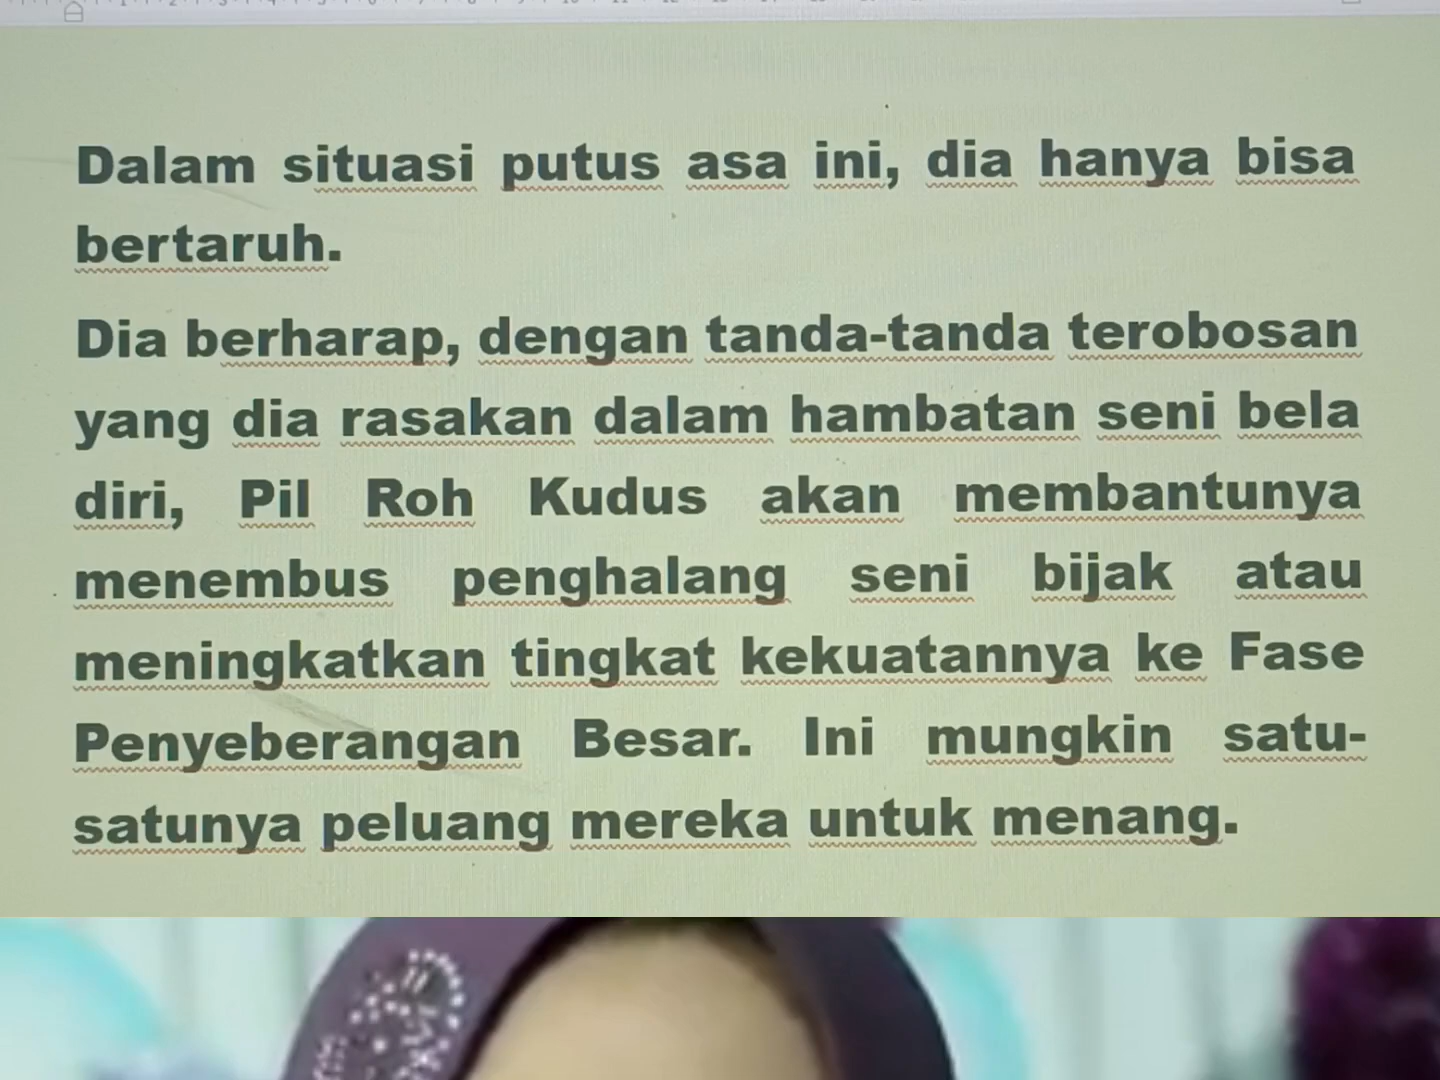 Dalam situasi putus asa ini, dia hanya bisa
bertaruh.
Dia berharap, dengan tanda-tanda terobosan
yang dia rasakan dalam hambatan seni bela
diri, Pil Roh Kudus akan membantunya
menembus penghalang seni bijak atau
meningkatkan tingkat kekuatannya ke Fase
Penyeberangan Besar. Ini mungkin satu-
satunya peluang mereka untuk menang.